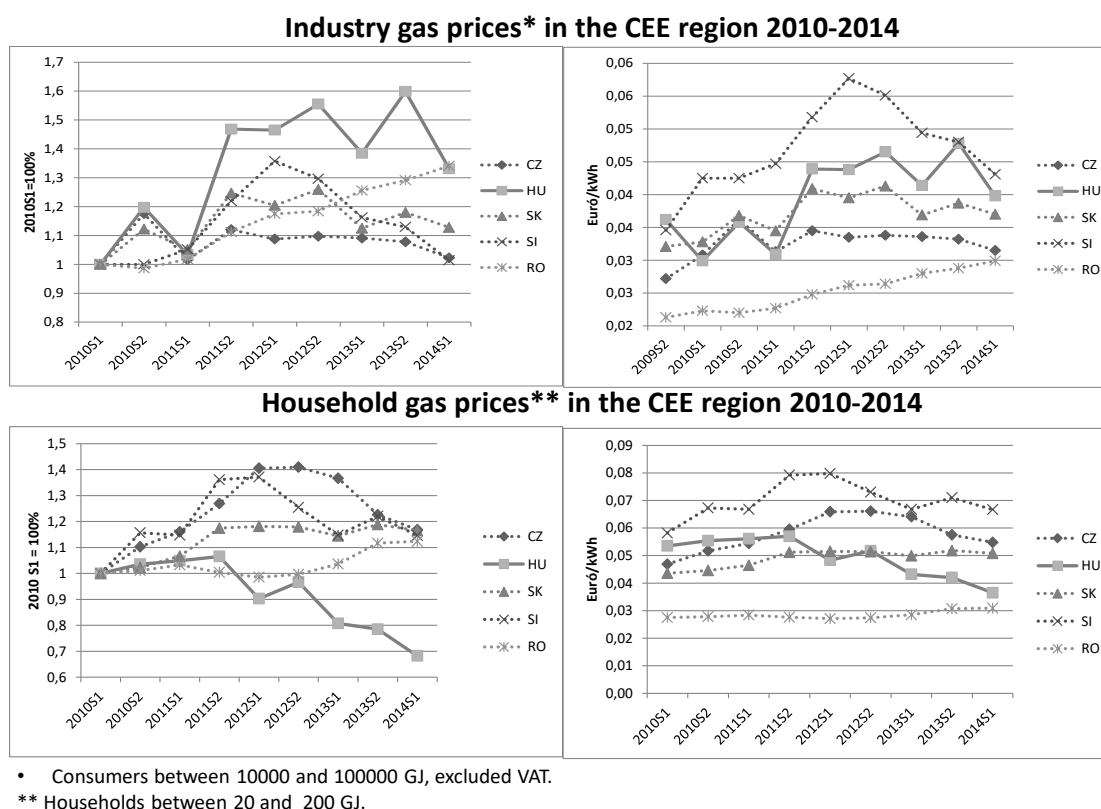 Industry gas prices* in the CEE region 2010-2014
1,7
1,6
1,5
1,4
1,3
1,2
1,1
1
0,9
0,8
2010S1=100%
2010S1
2010S2
2011S1
2011S2
2012S1
2012S2
2013S1
2013S2
2014S1
CZ
HU
SK
SI
RO
0,06
0,06
0,05
0,05
0,04
0,04
0,03
0,03
0,02
Euró/kWh
2009S2
2010S1
2010S2
2011S1
2011S2
2012S1
2012S2
2013S1
2013S2
2014S1
CZ
HU
SK
SI
RO
Household gas prices** in the CEE region 2010-2014
1,5
1,4
1,3
1,2
1,1
1
0,9
0,8
0,7
0,6
2010 S1 = 100%
2010S1
2010S2
2011S1
2011S2
2012S1
2012S2
2013S1
2013S2
2014S1
CZ
HU
SK
SI
RO
0,09
0,08
0,07
0,06
0,05
0,04
0,03
0,02
0,01
0,00
Euró/kWh
2010S1
2010S2
2011S1
2011S2
2012S1
2012S2
2013S1
2013S2
2014S1
CZ
HU
SK
SI
RO
• Consumers between 10000 and 100000 GJ, excluded VAT.
** Households between 20 and 200 GJ.